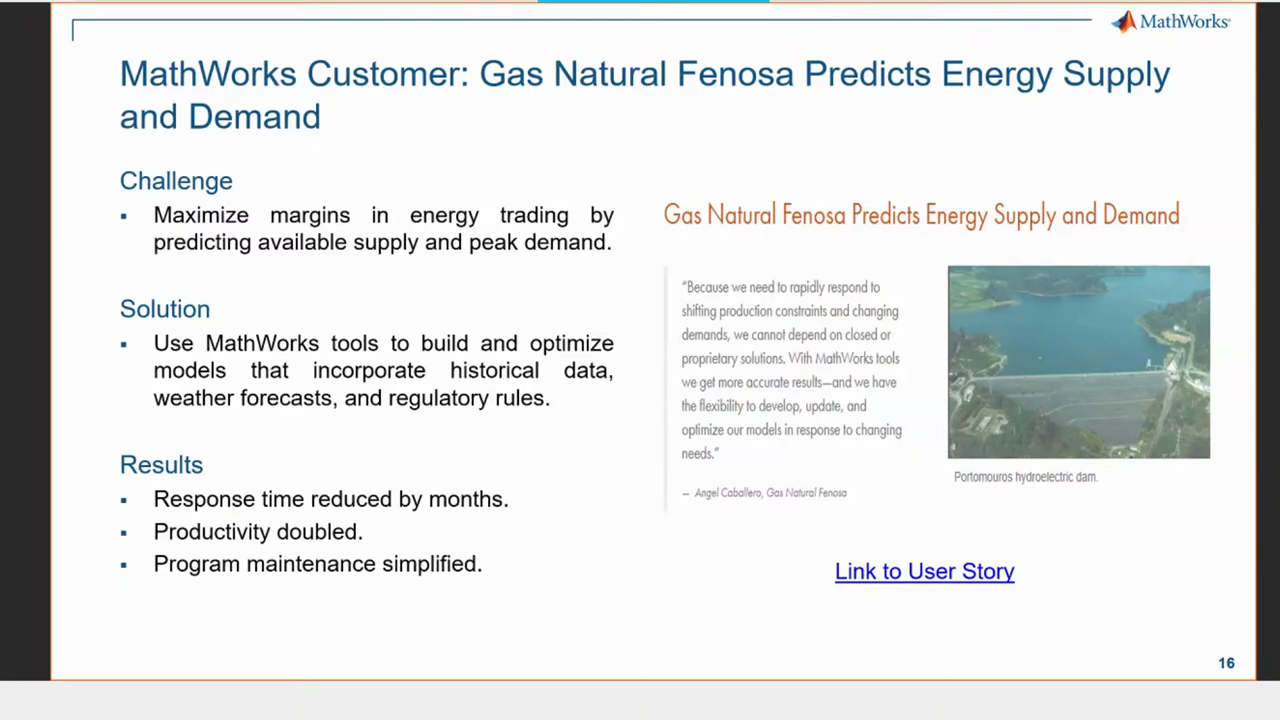 MathWorks
MathWorks Customer: Gas Natural Fenosa Predicts Energy Supply
and Demand
Challenge
▪ Maximize margins in energy trading by
predicting available supply and peak demand.
Solution
▪ Use MathWorks tools to build and optimize
models that incorporate historical data,
weather forecasts, and regulatory rules.
Results
▪ Response time reduced by months.
▪ Productivity doubled.
▪ Program maintenance simplified.
Gas Natural Fenosa Predicts Energy Supply and Demand
“Because we need to rapidly respond to
shifting production constraints and changing
demands, we cannot depend on closed or
proprietary solutions. With MathWorks tools
we get more accurate results—and we have
the flexibility to develop, update, and
optimize our models in response to changing
needs.”
– Angel Caballero, Gas Natural Fenosa
Portomouros hydroelectric dam.
Link to User Story
16